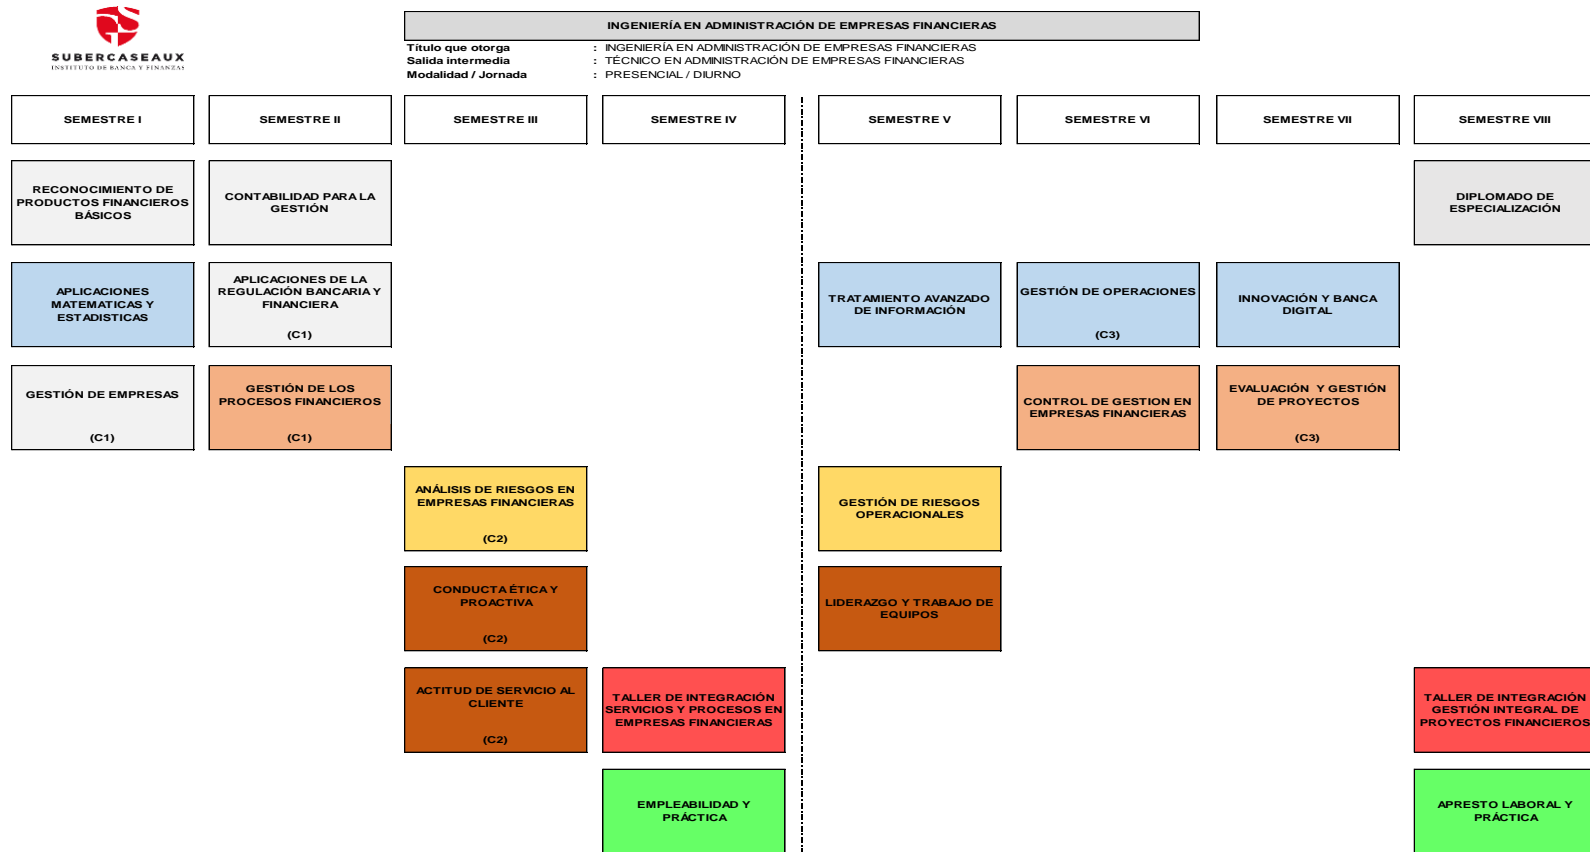 SUBERCASEAUX
INSTITUTO DE BANCA Y FINANZAS
INGENIERÍA EN ADMINISTRACIÓN DE EMPRESAS FINANCIERAS
Título que otorga : INGENIERÍA EN ADMINISTRACIÓN DE EMPRESAS FINANCIERAS
Salida intermedia : TÉCNICO EN ADMINISTRACIÓN DE EMPRESAS FINANCIERAS
Modalidad / Jornada : PRESENCIAL / DIURNO
SEMESTRE I
SEMESTRE II
SEMESTRE III
SEMESTRE IV
SEMESTRE V
SEMESTRE VI
SEMESTRE VII
SEMESTRE VIII
RECONOCIMIENTO DE
PRODUCTOS FINANCIEROS
BÁSICOS
CONTABILIDAD PARA LA
GESTIÓN
DIPLOMADO DE
ESPECIALIZACIÓN
APLICACIONES
MATEMATICAS Y
ESTADISTICAS
APLICACIONES DE LA
REGULACIÓN BANCARIA Y
FINANCIERA
(C1)
TRATAMIENTO AVANZADO
DE INFORMACIÓN
GESTIÓN DE OPERACIONES
(C3)
INNOVACIÓN Y BANCA
DIGITAL
GESTIÓN DE EMPRESAS
(C1)
GESTIÓN DE LOS
PROCESOS FINANCIEROS
(C1)
CONTROL DE GESTION EN
EMPRESAS FINANCIERAS
EVALUACIÓN Y GESTIÓN
DE PROYECTOS
(C3)
ANÁLISIS DE RIESGOS EN
EMPRESAS FINANCIERAS
(C2)
GESTIÓN DE RIESGOS
OPERACIONALES
CONDUCTA ÉTICA Y
PROACTIVA
(C2)
LIDERAZGO Y TRABAJO DE
EQUIPOS
ACTITUD DE SERVICIO AL
CLIENTE
(C2)
TALLER DE INTEGRACIÓN
SERVICIOS Y PROCESOS EN
EMPRESAS FINANCIERAS
TALLER DE INTEGRACIÓN
GESTIÓN INTEGRAL DE
PROYECTOS FINANCIEROS
EMPLEABILIDAD Y
PRÁCTICA
APRESTO LABORAL Y
PRÁCTICA